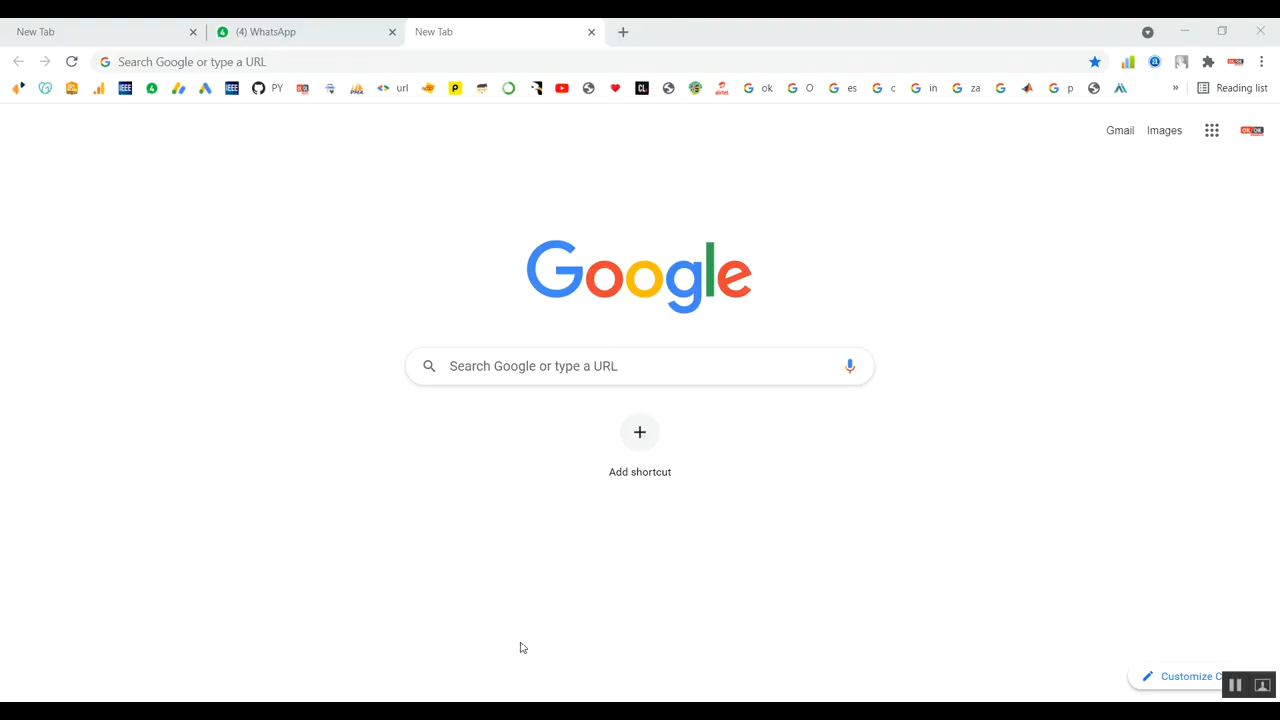 New Tab
(4) WhatsApp
New Tab
Search Google or type a URL
PY url ok O es c in za p » Reading list
Gmail Images
Google
Search Google or type a URL
Add shortcut
Customize C